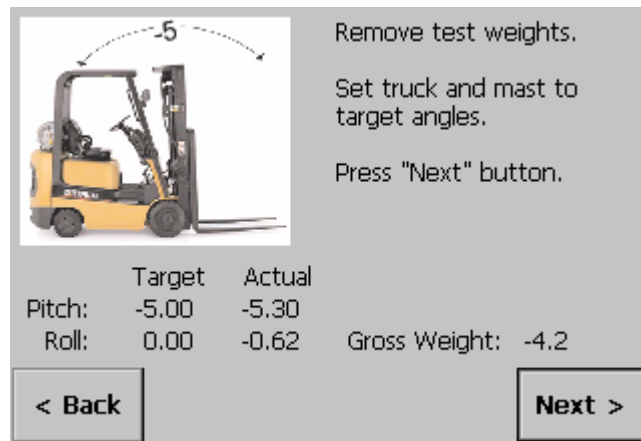 -5
Remove test weights.
Set truck and mast to
target angles.
Press "Next" button.
Target Actual
Pitch: -5.00 -5.30
Roll: 0.00 -0.62 Gross Weight: -4.2
< Back Next >